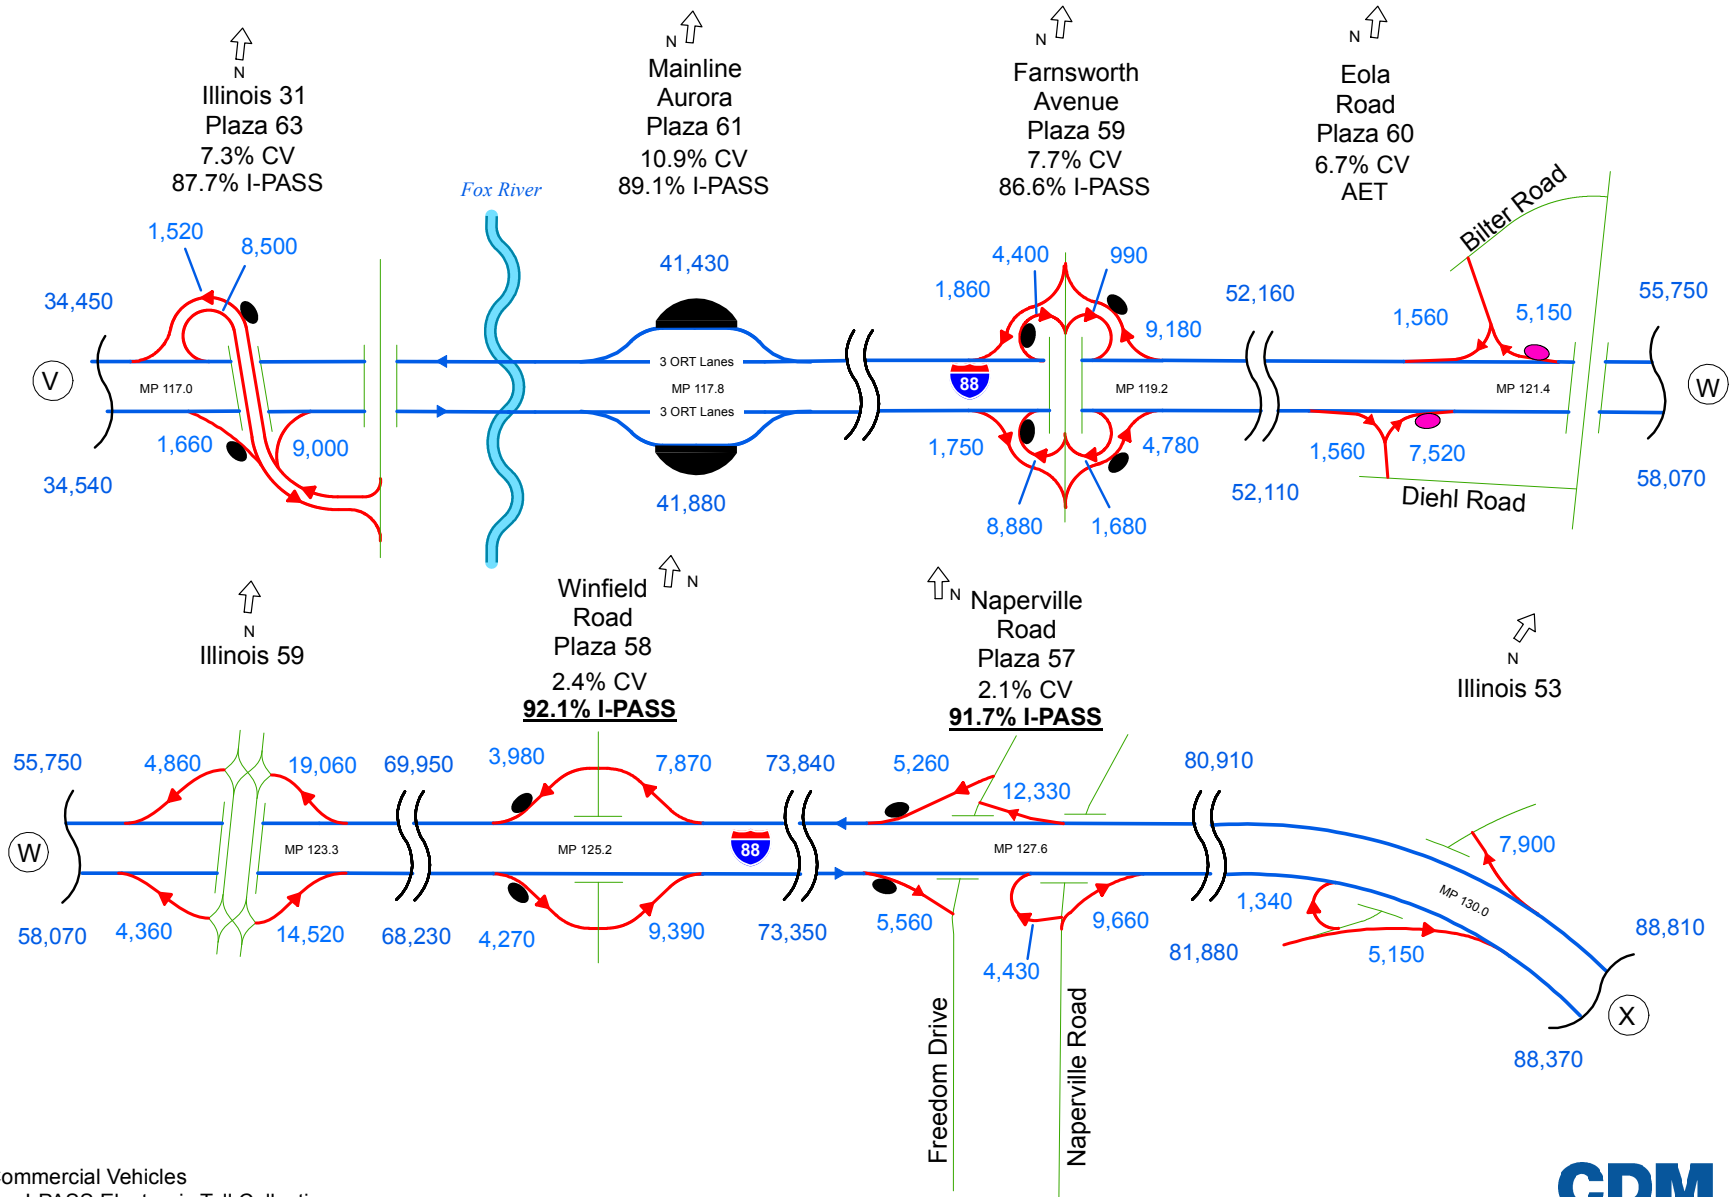 N
Illinois 31
Plaza 63
7.3% CV
87.7% I-PASS
N
Mainline
Aurora
Plaza 61
10.9% CV
89.1% I-PASS
N
Farnsworth
Avenue
Plaza 59
7.7% CV
86.6% I-PASS
N
Eola
Road
Plaza 60
6.7% CV
AET
Fox River
Bilter Road
1,520
8,500
34,450
41,430
4,400
990
1,860
9,180
52,160
1,560
5,150
55,750
V
MP 117.0
3 ORT Lanes
MP 117.8
3 ORT Lanes
88
MP 119.2
MP 121.4
W
1,660
9,000
34,540
41,880
1,750
4,780
8,880
1,680
52,110
1,560
7,520
58,070
Diehl Road
N
Illinois 59
Winfield
Road
Plaza 58
2.4% CV
92.1% I-PASS
N
N
Naperville
Road
Plaza 57
2.1% CV
91.7% I-PASS
N
Illinois 53
55,750
4,860
19,060
69,950
3,980
7,870
73,840
5,260
12,330
80,910
7,900
W
MP 123.3
MP 125.2
88
MP 127.6
MP 130.0
58,070
4,360
14,520
68,230
4,270
9,390
73,350
5,560
4,430
9,660
81,880
1,340
5,150
88,810
X
88,370
Freedom Drive
Naperville Road
ommercial Vehicles
I-PASS Electronic Toll Collecti
CDM